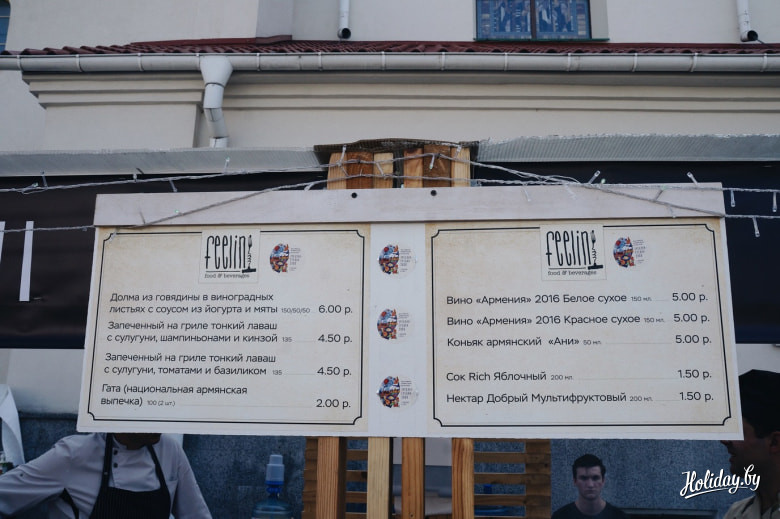 feelin
food & beverages
Долма из говядины в виноградных
листьях с соусом из йогурта и мяты 150/50/50 6.00 р.
Запеченный на гриле тонкий лаваш
с сулугуни, шампиньонами и кинзой 135 4.50 р.
Запеченный на гриле тонкий лаваш
с сулугуни, томатами и базиликом 135 4.50 р.
Гата (национальная армянская
выпечка) 100 (2 шт.) 2.00 р.
feelin
food & beverages
Вино «Армения» 2016 Белое сухое 150 мл. 5.00 р.
Вино «Армения» 2016 Красное сухое 150 мл. 5.00 р.
Коньяк армянский «Ани» 50 мл. 5.00 р.
Сок Rich Яблочный 200 мл. 1.50 р.
Нектар Добрый Мультифруктовый 200 мл. 1.50 р.
Holiday.by